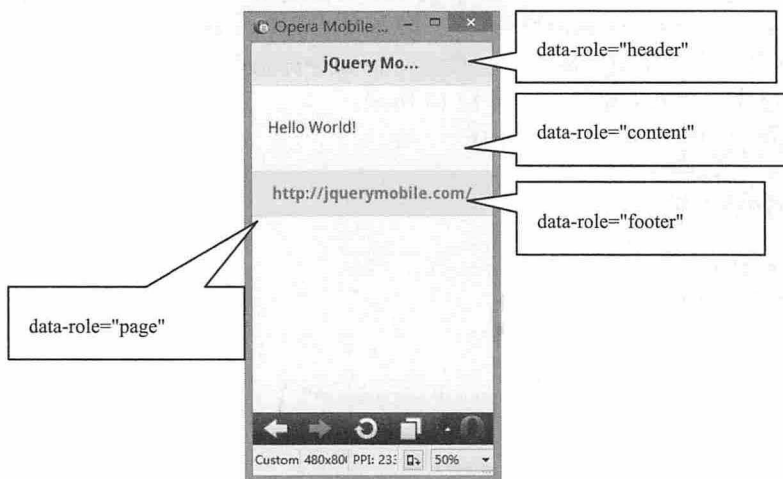 Opera Mobile ...
jQuery Mo...
data-role="header"
Hello World!
data-role="content"
http://jquerymobile.com/
data-role="footer"
data-role="page"
Custom 480x80 PPI: 23 50%